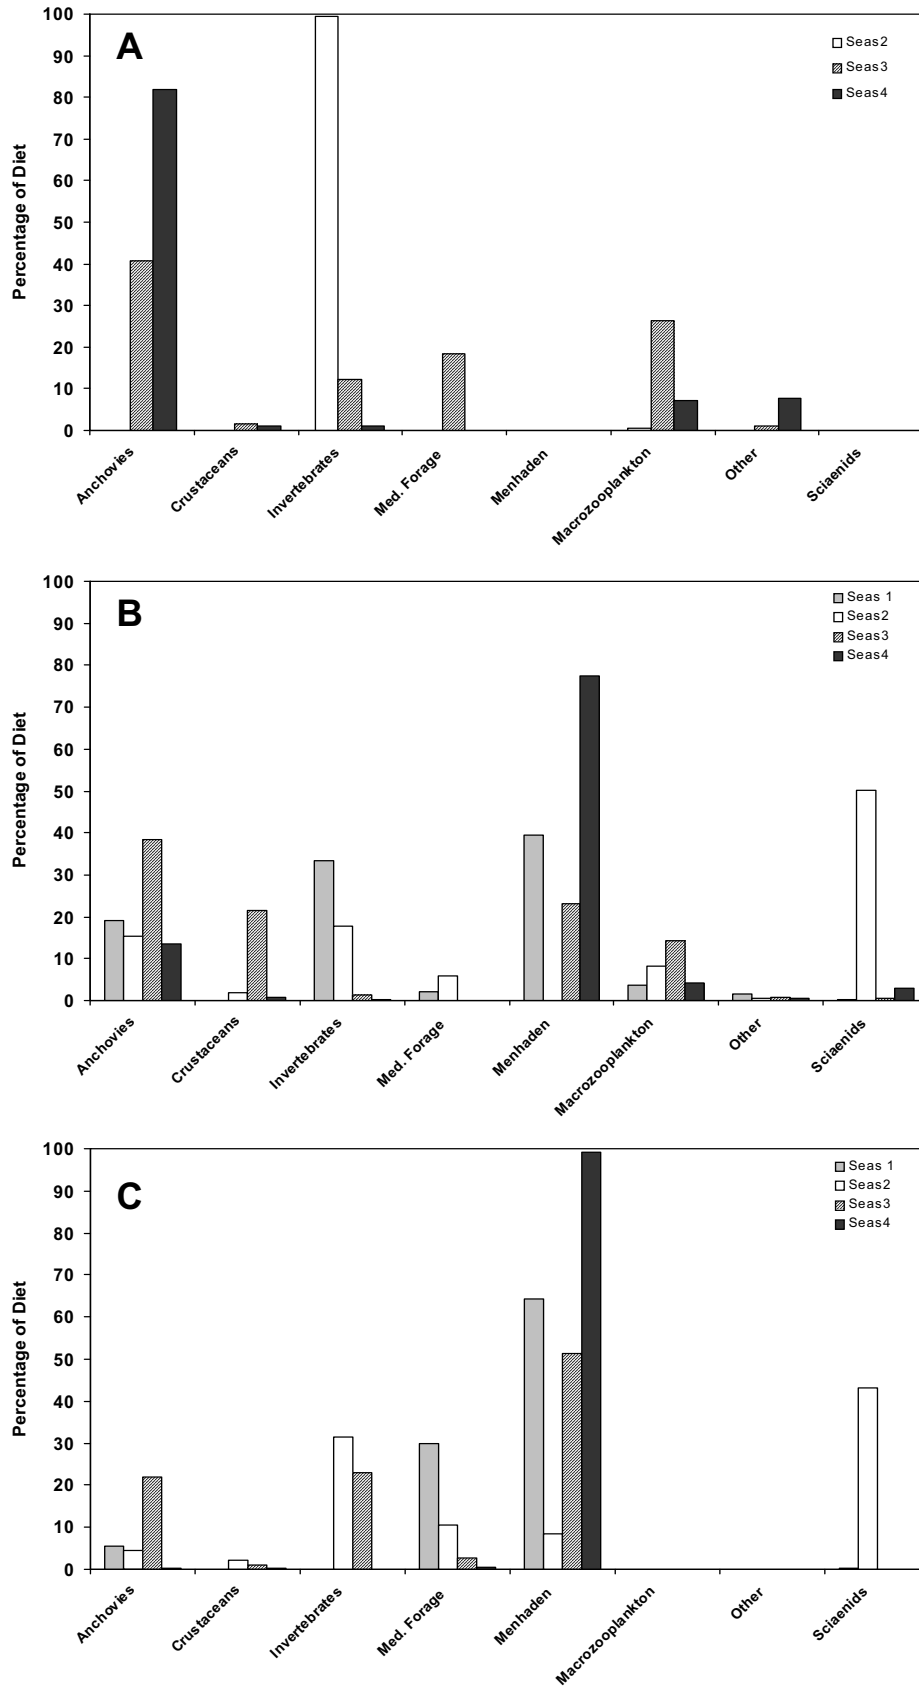 A
Percentage of Diet
100
90
80
70
60
50
40
30
20
10
0
Seas2
Seas3
Seas4
Anchovies
Crustaceans
Invertebrates
Med. Forage
Menhaden
Macrozooplankton
Other
Sciaenids
B
Percentage of Diet
100
90
80
70
60
50
40
30
20
10
0
Seas 1
Seas2
Seas3
Seas4
Anchovies
Crustaceans
Invertebrates
Med. Forage
Menhaden
Macrozooplankton
Other
Sciaenids
C
Percentage of Diet
100
90
80
70
60
50
40
30
20
10
0
Seas 1
Seas2
Seas3
Seas4
Anchovies
Crustaceans
Invertebrates
Med. Forage
Menhaden
Macrozooplankton
Other
Sciaenids